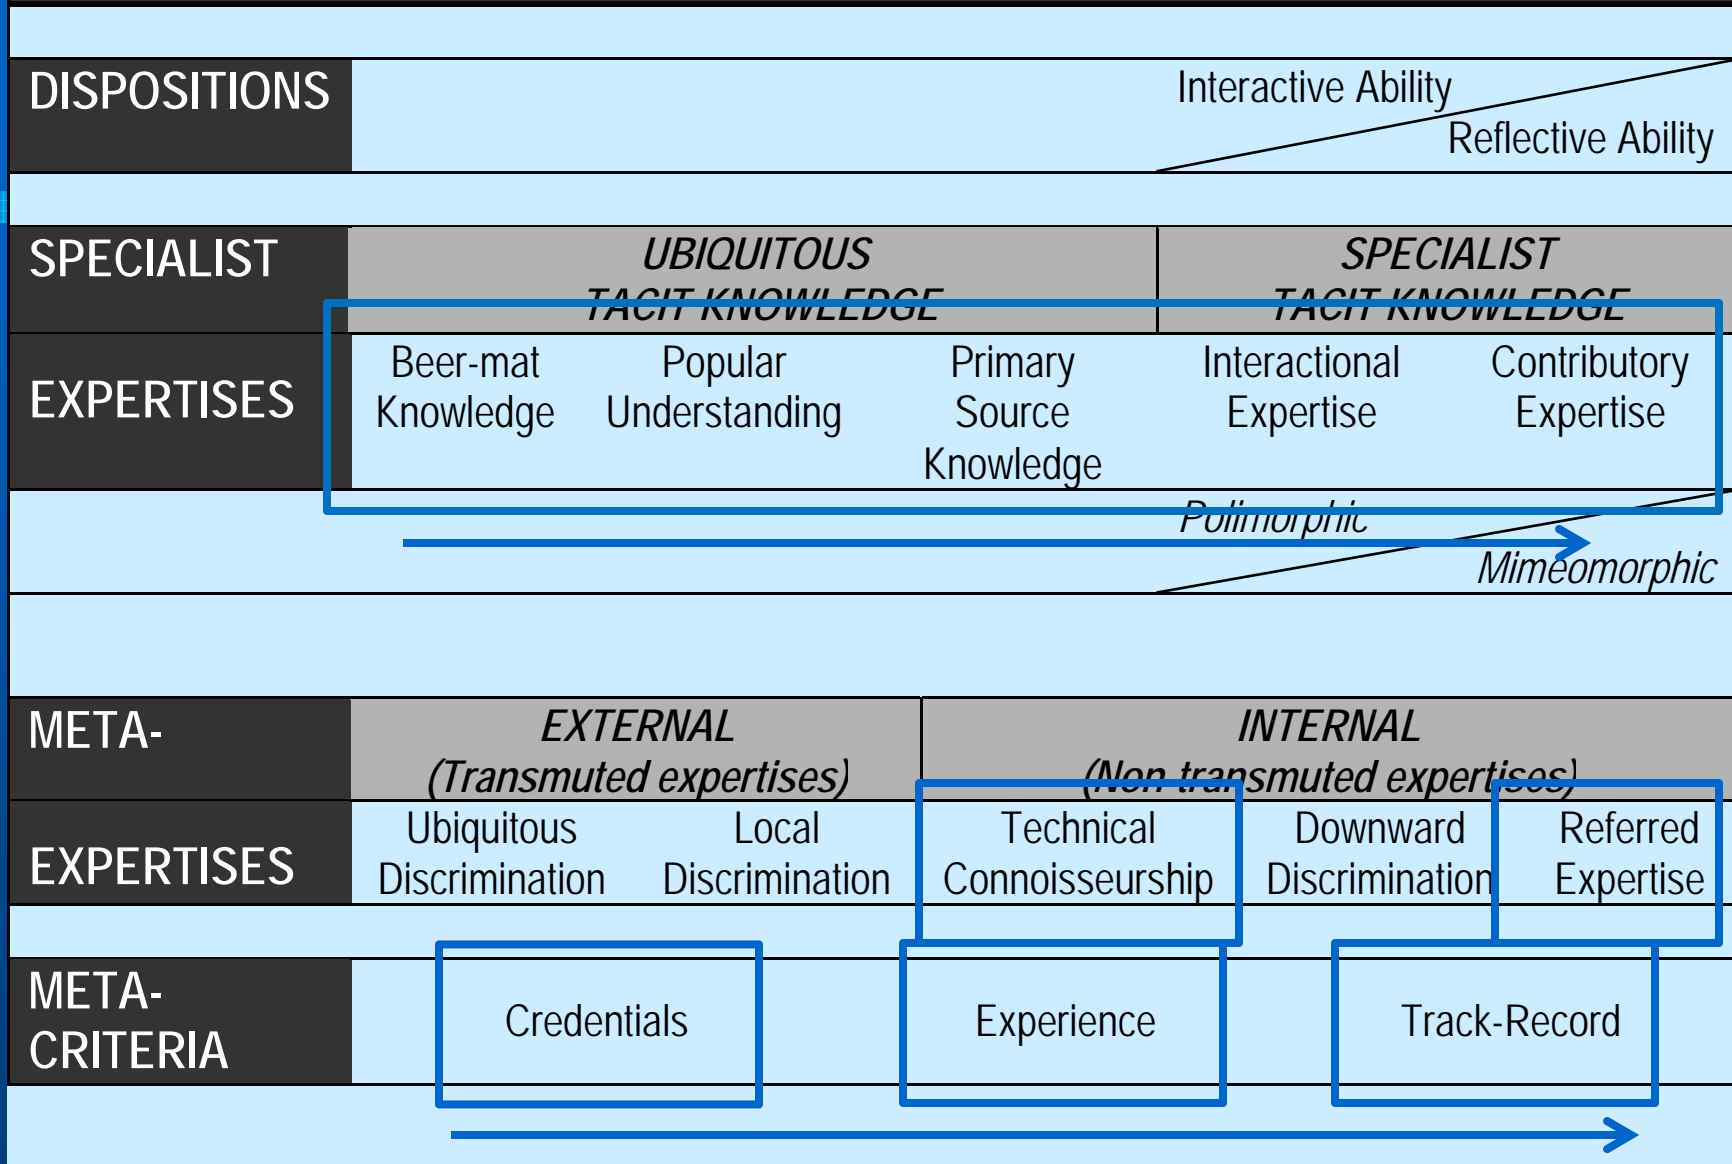 DISPOSITIONS
Interactive Ability
Reflective Ability
SPECIALIST
UBIQUITOUS
TACIT KNOWLEDGE
SPECIALIST
TACIT KNOWLEDGE
EXPERTISES
Beer-mat
Knowledge
Popular
Understanding
Primary
Source
Knowledge
Interactional
Expertise
Contributory
Expertise
Polimorphic
Mimeomorphic
META-
EXTERNAL
(Transmuted expertises)
INTERNAL
(Non-transmuted expertises)
EXPERTISES
Ubiquitous
Discrimination
Local
Discrimination
Technical
Connoisseurship
Downward
Discrimination
Referred
Expertise
META-
CRITERIA
Credentials
Experience
Track-Record